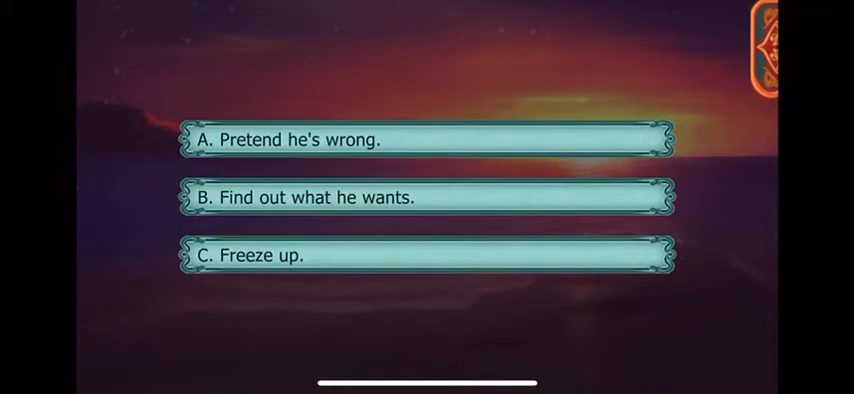 A. Pretend he's wrong.
B. Find out what he wants.
C. Freeze up.